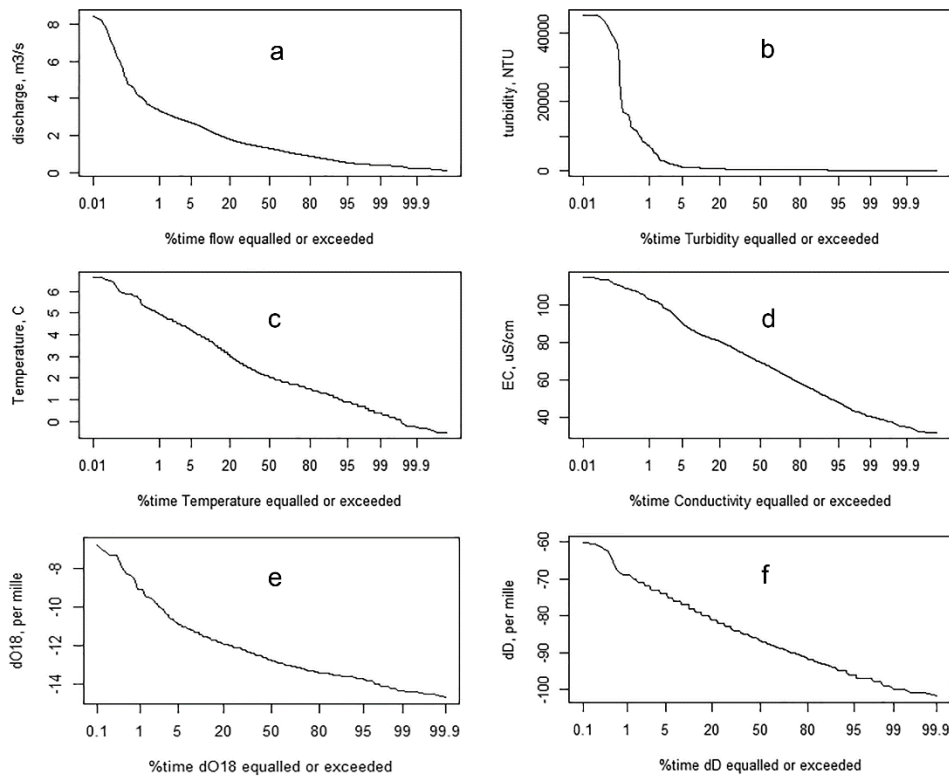 a
discharge, m3/s
8
6
4
2
0
0.01 1 5 20 50 80 95 99 99.9
%time flow equalled or exceeded
b
turbidity, NTU
40000
20000
0
0.01 1 5 20 50 80 95 99 99.9
%time Turbidity equalled or exceeded
c
Temperature, C
6
5
4
3
2
1
0
0.01 1 5 20 50 80 95 99 99.9
%time Temperature equalled or exceeded
d
EC, uS/cm
100
80
60
40
0.01 1 5 20 50 80 95 99 99.9
%time Conductivity equalled or exceeded
e
dO18, per mille
-8
-10
-12
-14
0.1 1 5 20 50 80 95 99 99.9
%time dO18 equalled or exceeded
f
dD, per mille
-60
-70
-80
-90
-100
0.1 1 5 20 50 80 95 99 99.9
%time dD equalled or exceeded